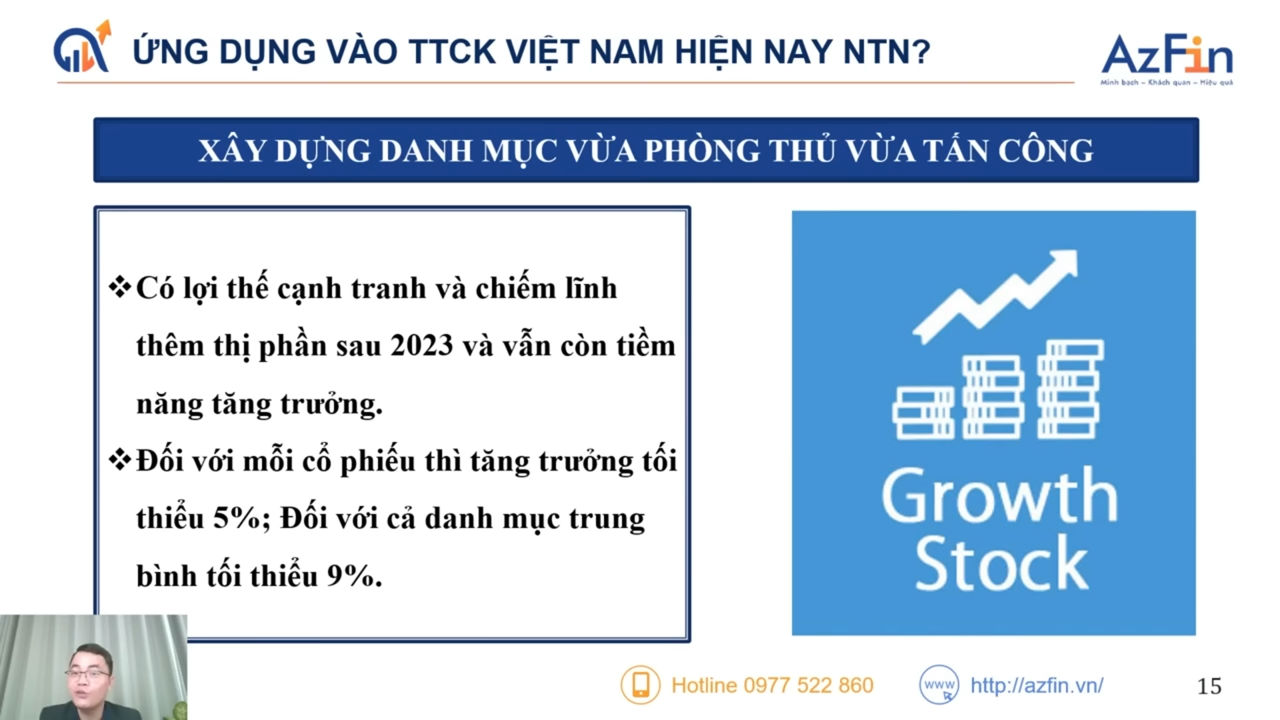 ỨNG DỤNG VÀO TTCK VIỆT NAM HIỆN NAY NTN?
AzFin
Minh bạch – Khách quan – Hiệu quả
XÂY DỰNG DANH MỤC VỪA PHÒNG THỦ VỪA TẤN CÔNG
❖Có lợi thế cạnh tranh và chiếm lĩnh
thêm thị phần sau 2023 và vẫn còn tiềm
năng tăng trưởng.
❖Đối với mỗi cổ phiếu thì tăng trưởng tối
thiểu 5%; Đối với cả danh mục trung
bình tối thiểu 9%.
Growth
Stock
Hotline 0977 522 860
www
http://azfin.vn/
15